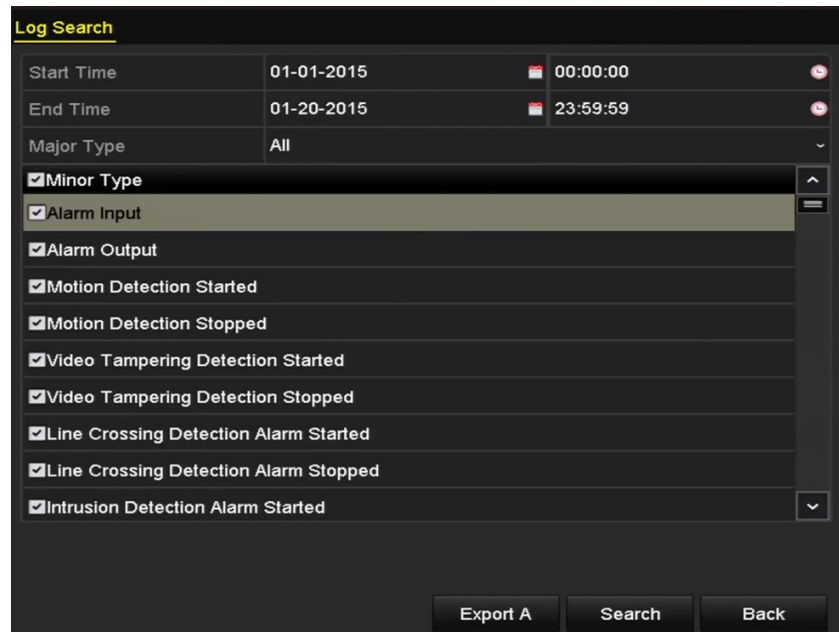 Log Search
Start Time 01-01-2015 00:00:00
End Time 01-20-2015 23:59:59
Major Type All
Minor Type
Alarm Input
Alarm Output
Motion Detection Started
Motion Detection Stopped
Video Tampering Detection Started
Video Tampering Detection Stopped
Line Crossing Detection Alarm Started
Line Crossing Detection Alarm Stopped
Intrusion Detection Alarm Started
Export A Search Back